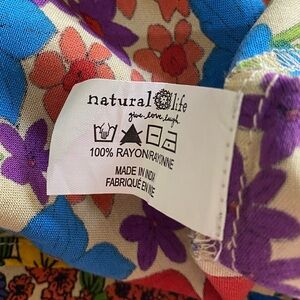 natural life
give.love.laugh
100% RAYON/RAYONNE
MADE IN INDIA
FABRIQUÉ EN INDE